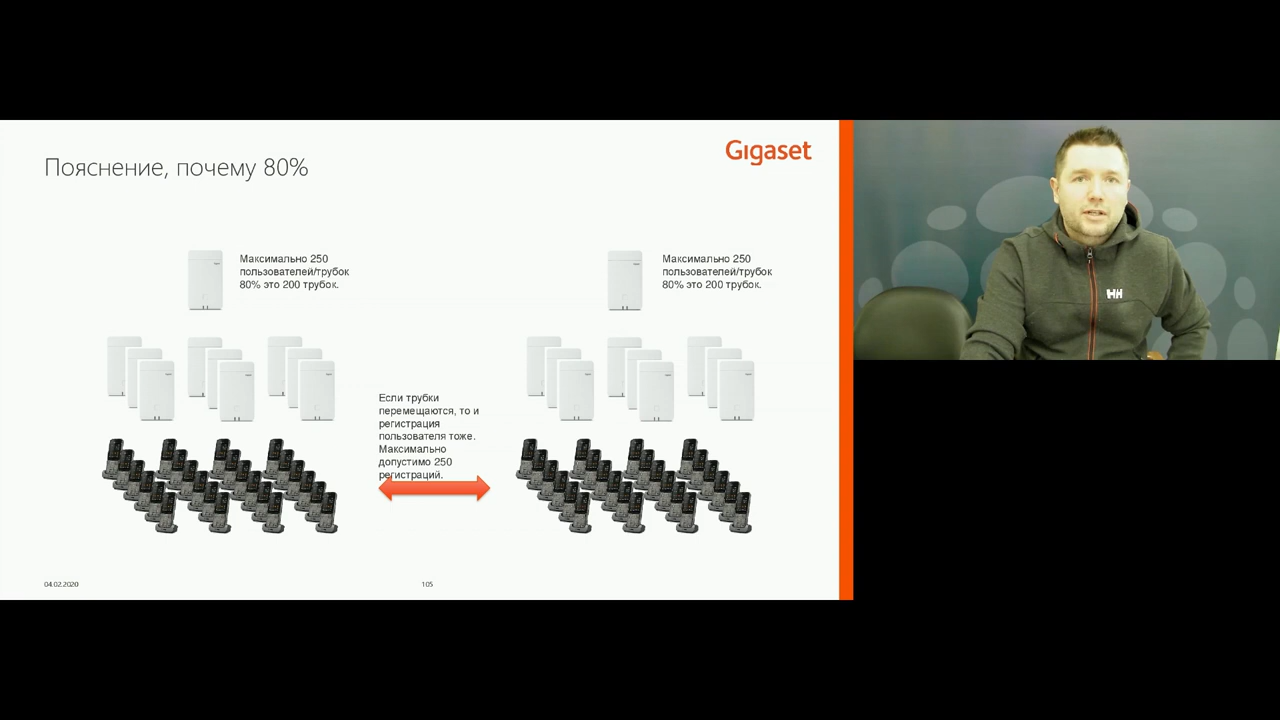 Gigaset
Пояснение, почему 80%
Максимально 250
пользователей/трубок
80% это 200 трубок.
Максимально 250
пользователей/трубок
80% это 200 трубок.
Если трубки
перемещаются, то и
регистрация
пользователя тоже.
Максимально
допустимо 250
регистраций.
HH
04.02.2020
105